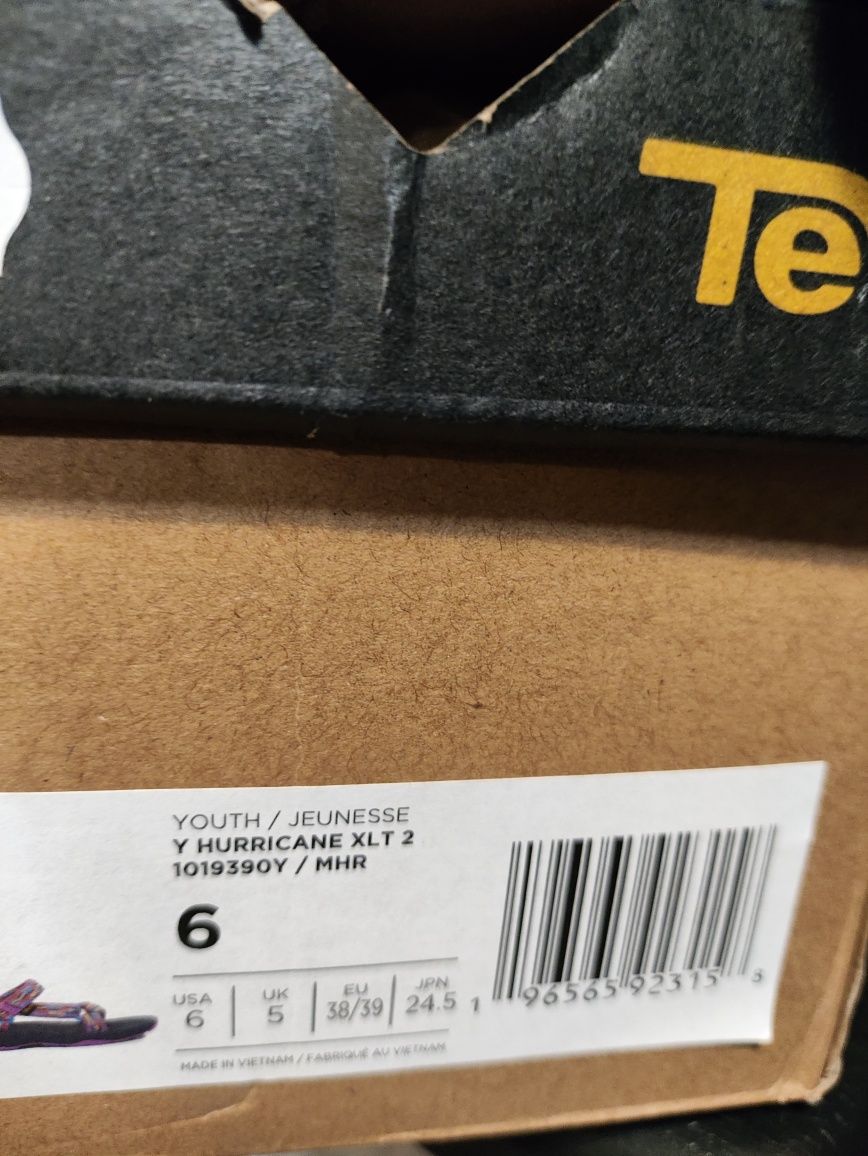 Te
YOUTH / JEUNESSE
Y HURRICANE XLT 2
1019390Y / MHR
6
USA UK EU JPN
6 5 38/39 24.5
MADE IN VIETNAM / FABRIQUÉ AU VIETNAM
1 96565 92315 8